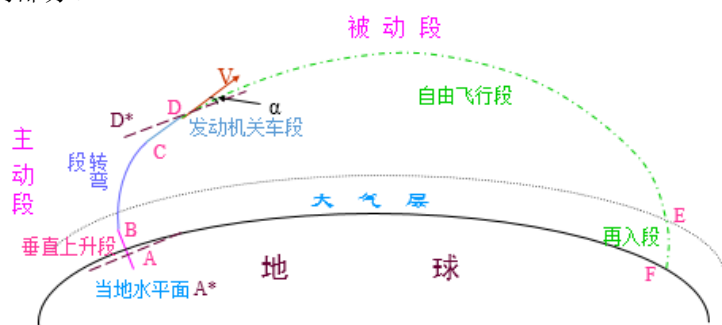 被动段
V
D
α
自由飞行段
D*
发动机关车段
主动段
C
段转弯
大气层
B
E
垂直上升段
再入段
A
地球
F
当地水平面 A*